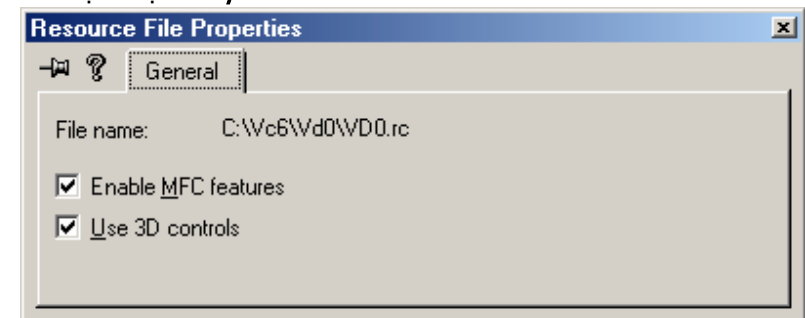 Resource File Properties
General
File name: C:\Vc6\Vd0\VD0.rc
Enable MFC features
Use 3D controls